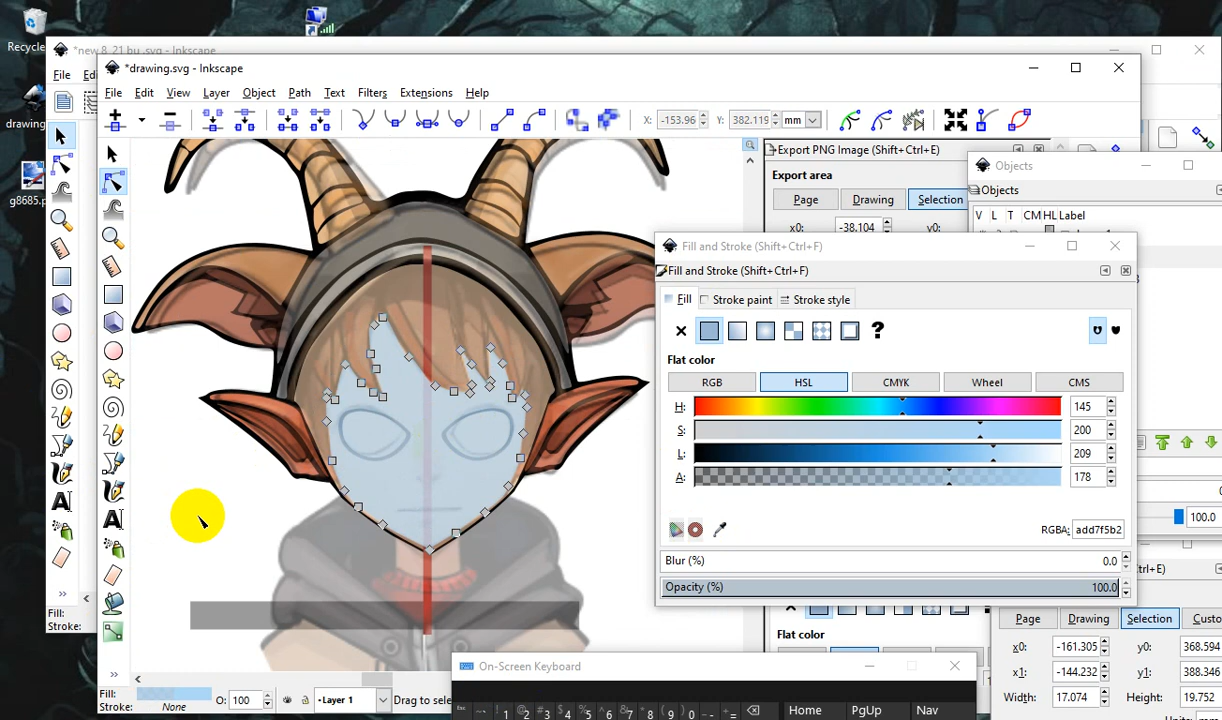 Recycle
drawing
g8685.p
*new 8 21 bu .svg - Inkscape
File
*drawing.svg - Inkscape
File Edit View Layer Object Path Text Filters Extensions Help
X: -153.96 Y: 382.119 mm
Export PNG Image (Shift+Ctrl+E)
Export area
Page Drawing Selection
x0: -38.104 y0:
Objects
Objects
V L T CM HL Label
Fill and Stroke (Shift+Ctrl+F)
Fill and Stroke (Shift+Ctrl+F)
Fill Stroke paint Stroke style
Flat color
RGB HSL CMYK Wheel CMS
H: 145
S: 200
L: 209
A: 178
RGBA: add7f5b2
Blur (%) 0.0
Opacity (%) 100.0
100.0
Flat color
Page Drawing Selection Custo
x0: -161.305 y0: 368.594
x1: -144.232 y1: 388.346
Width: 17.074 Height: 19.752
Fill:
Stroke:
Fill:
Stroke: None
O: 100
Layer 1
Drag to sele
On-Screen Keyboard
Home PgUp Nav